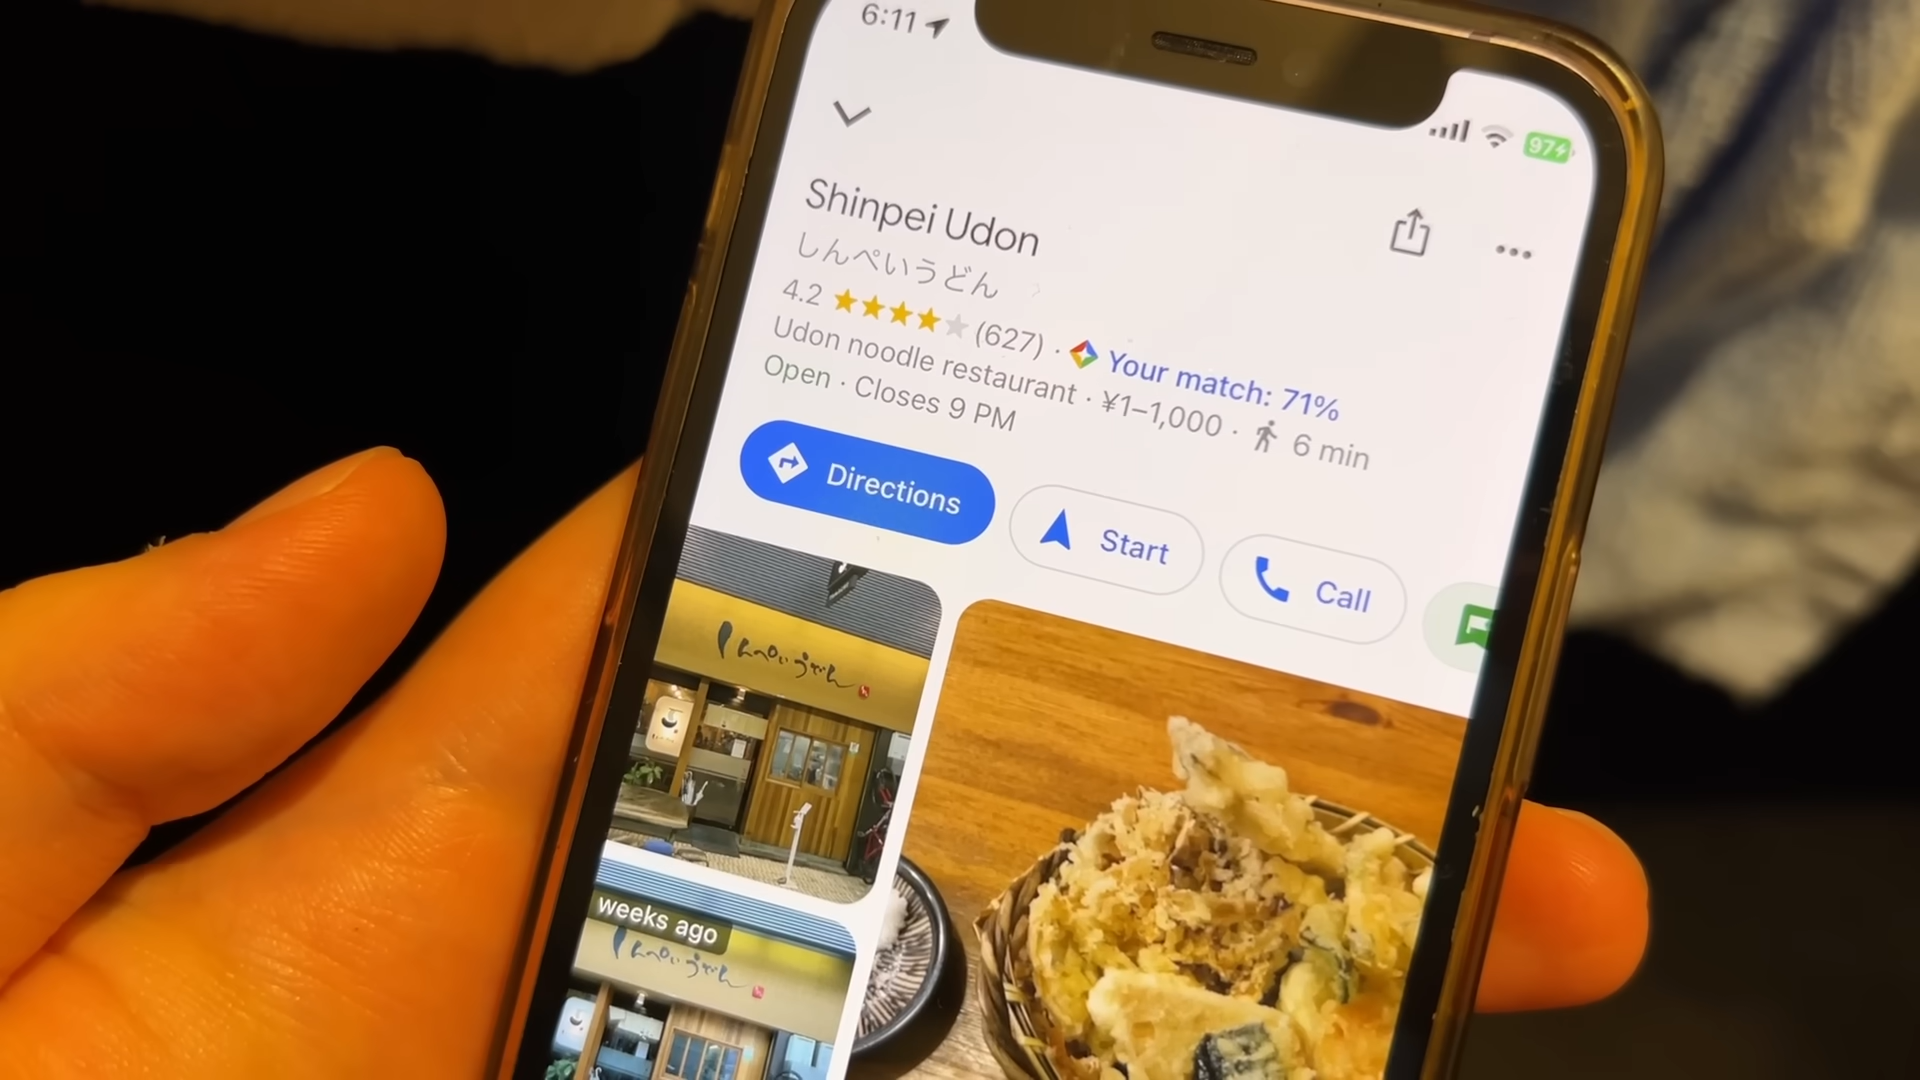 6:11
97
Shinpei Udon
しんぺいうどん
4.2 (627) · Your match: 71%
Udon noodle restaurant · ¥1–1,000 · 6 min
Open · Closes 9 PM
Directions
Start
Call
しんぺいうどん
weeks ago
しんぺいうどん